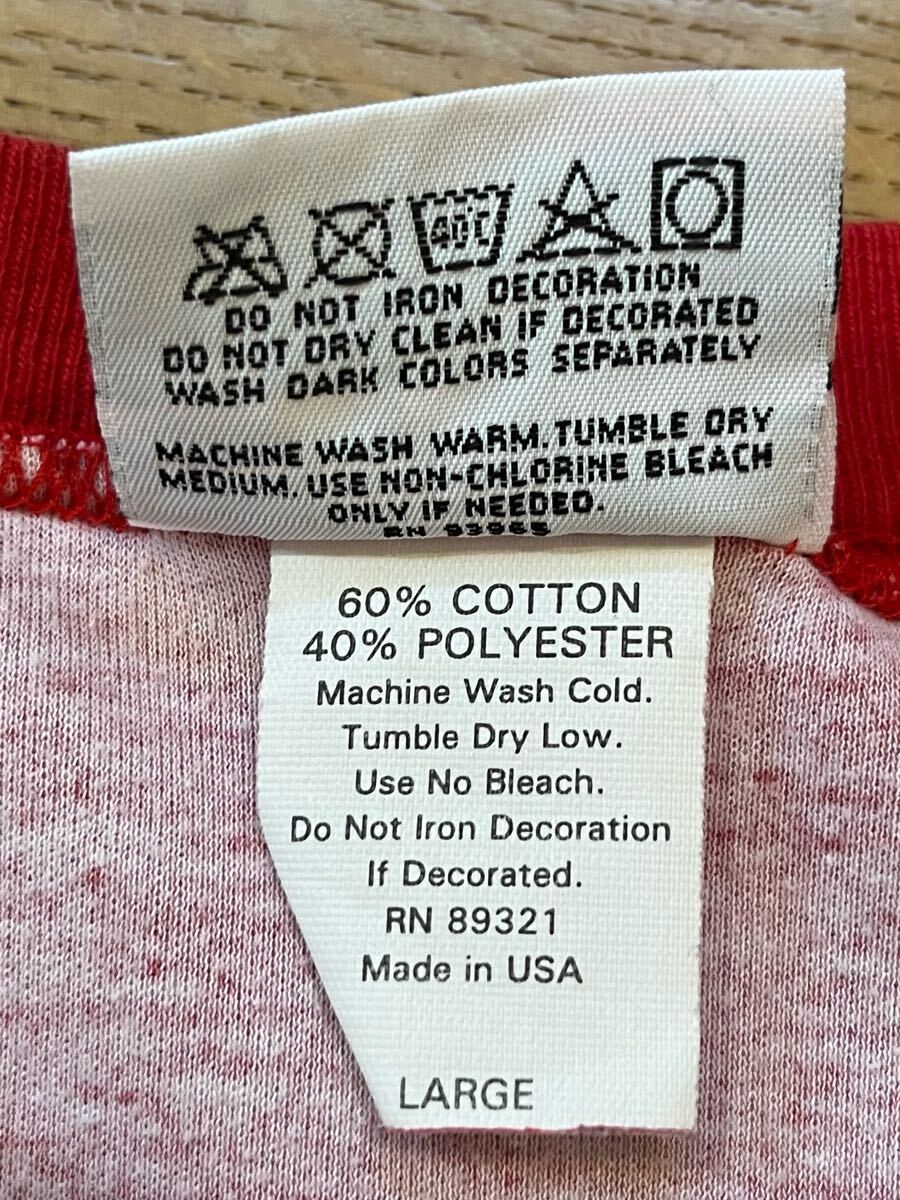 40°C
DO NOT IRON DECORATION
DO NOT DRY CLEAN IF DECORATED
WASH DARK COLORS SEPARATELY
MACHINE WASH WARM. TUMBLE DRY
MEDIUM. USE NON-CHLORINE BLEACH
ONLY IF NEEDED.
RN
60% COTTON
40% POLYESTER
Machine Wash Cold.
Tumble Dry Low.
Use No Bleach.
Do Not Iron Decoration
If Decorated.
RN 89321
Made in USA
LARGE